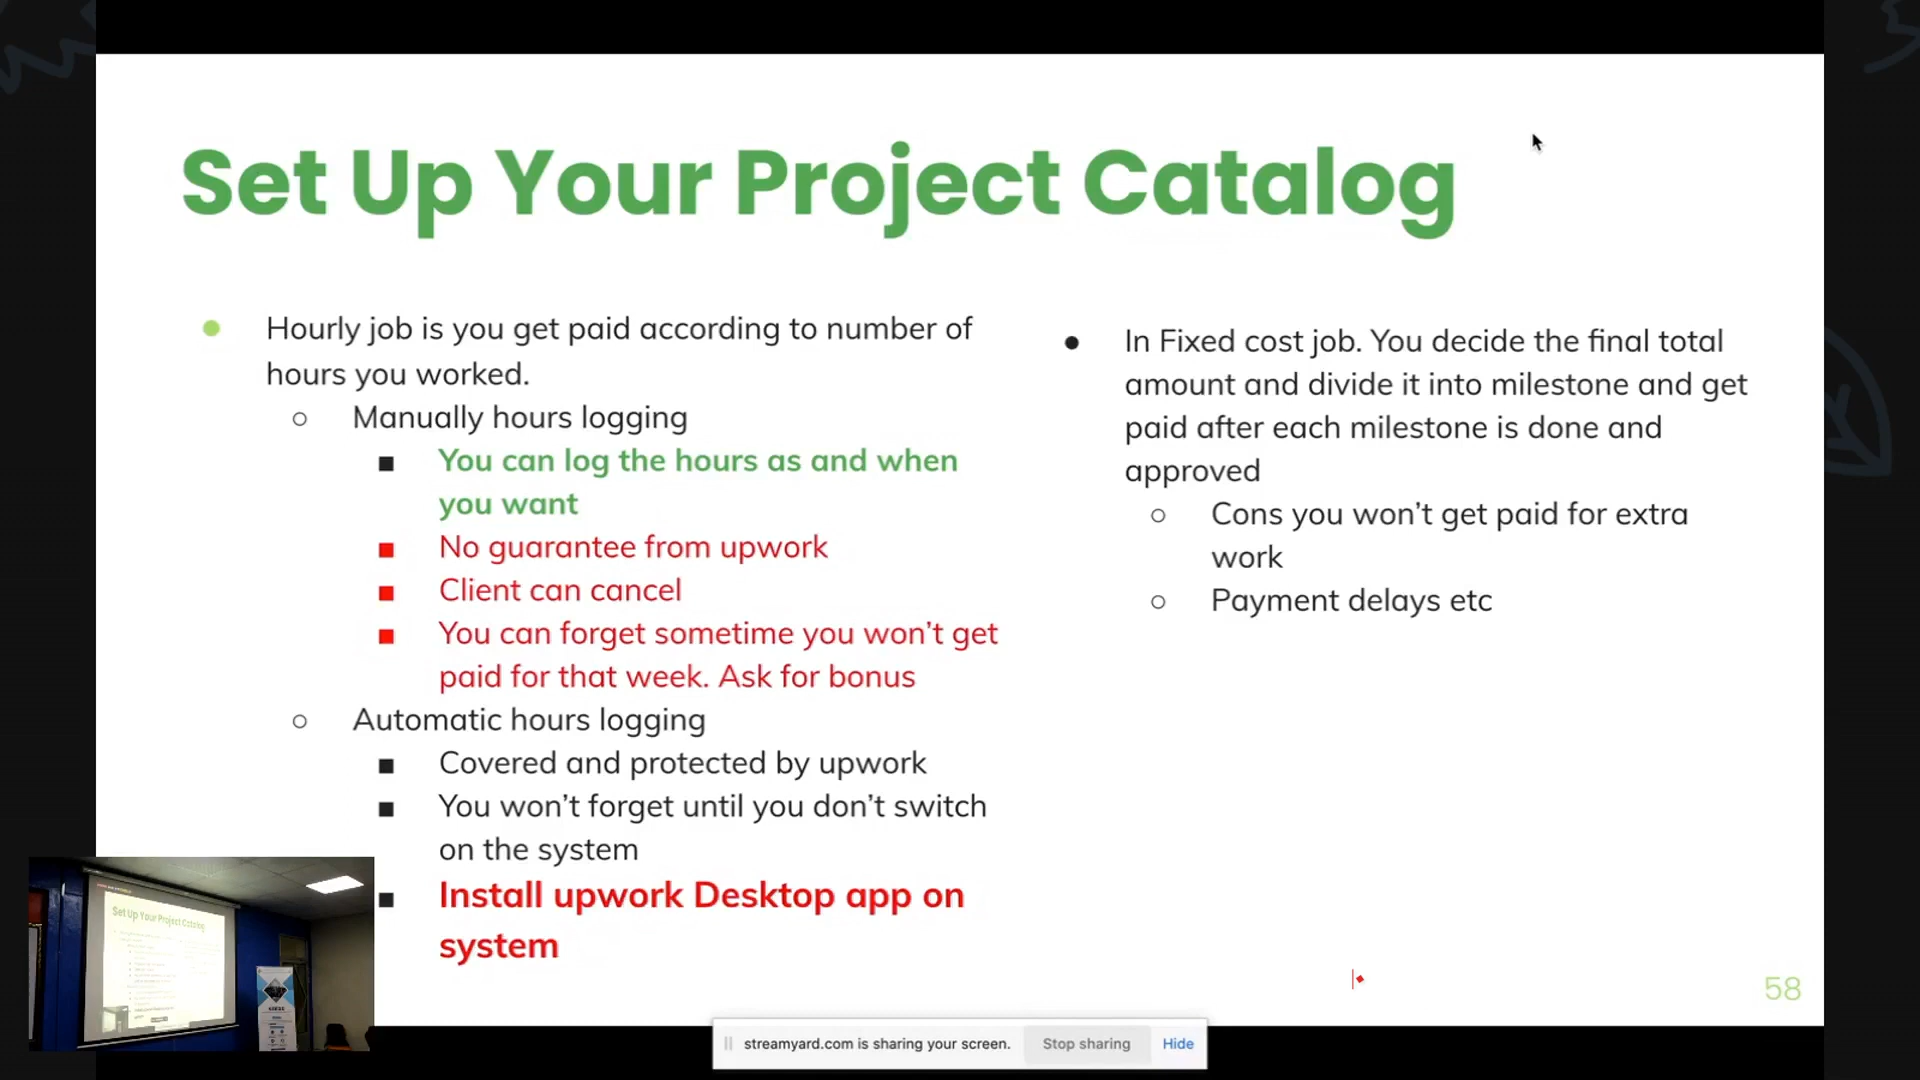 Set Up Your Project Catalog
Hourly job is you get paid according to number of
hours you worked.
Manually hours logging
You can log the hours as and when
you want
No guarantee from upwork
Client can cancel
You can forget sometime you won't get
paid for that week. Ask for bonus
Automatic hours logging
Covered and protected by upwork
You won't forget until you don't switch
on the system
Install upwork Desktop app on
system
In Fixed cost job. You decide the final total
amount and divide it into milestone and get
paid after each milestone is done and
approved
Cons you won't get paid for extra
work
Payment delays etc
58
Set Up Your Project Catalog
streamyard.com is sharing your screen.
Stop sharing
Hide